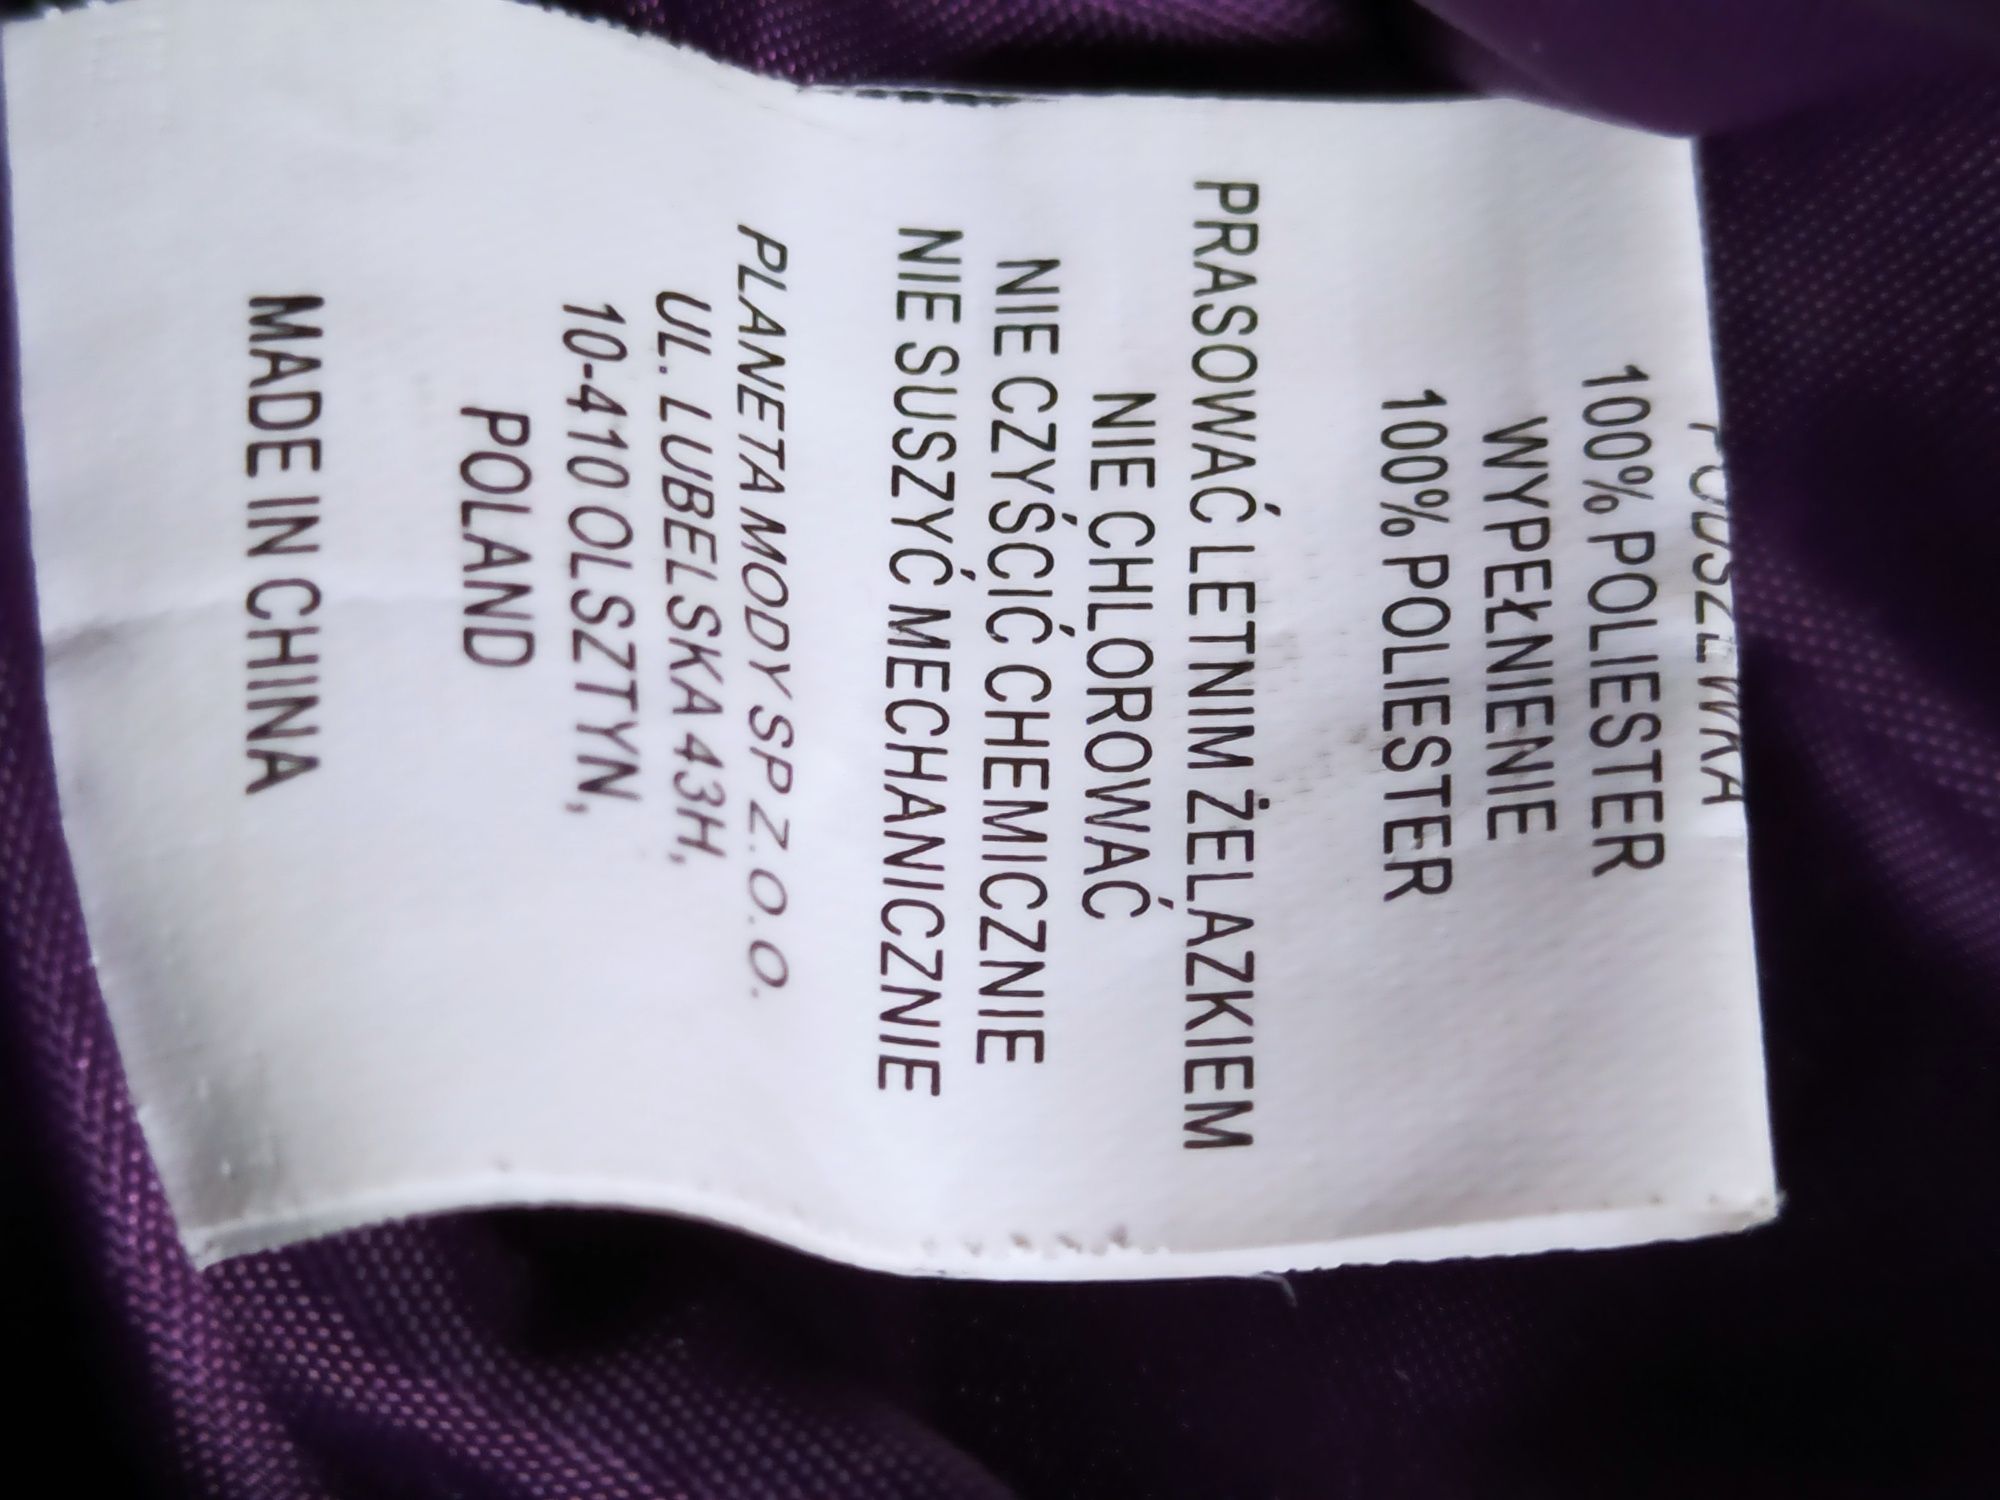 PODSZEWKA
100% POLIESTER
WYPEŁNIENIE
100% POLIESTER
PRASOWAĆ LETNIM ŻELAZKIEM
NIE CHLOROWAĆ
NIE CZYŚCIĆ CHEMICZNIE
NIE SUSZYĆ MECHANICZNIE
PLANETA MODY SP Z. O. O.
UL. LUBELSKA 43H,
10-410 OLSZTYN,
POLAND
MADE IN CHINA